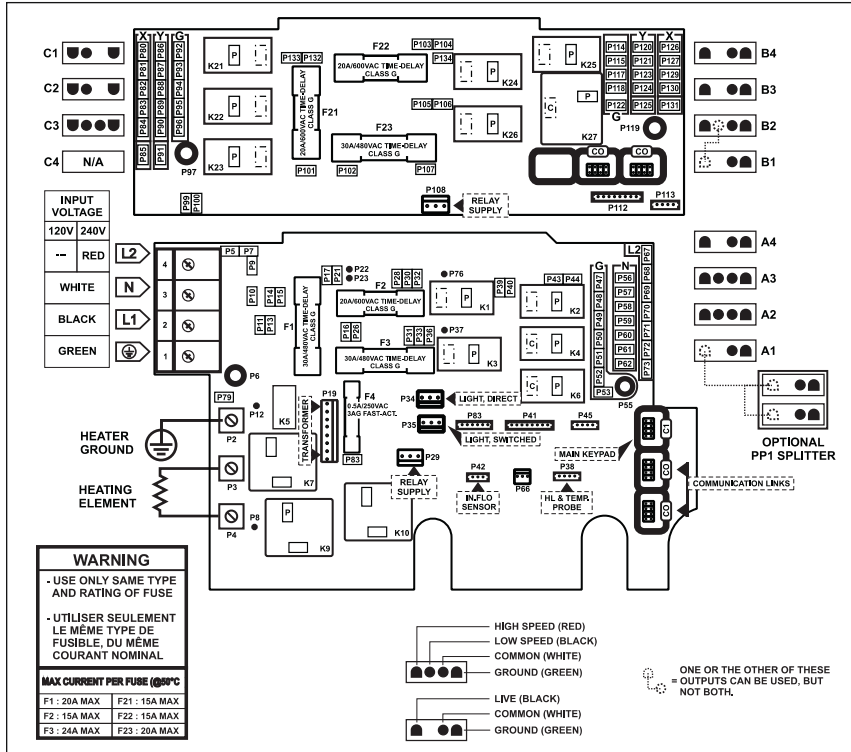 C1
C2
C3
C4 N/A
X Y G
P80 P86 P92
P81 P87 P93
P82 P88 P94
P83 P89 P95
P84 P90 P96
P85 P91
P97
P99
P100
K21
K22
K23
P133 P132
F22
20A/600VAC TIME-DELAY
CLASS G
P103 P104
P134
K24
F21
20A/600VAC TIME-DELAY
CLASS G
P105 P106
F23
30A/480VAC TIME-DELAY
CLASS G
K26
P101
P102
P107
K25
C P
K27
P108
RELAY
SUPPLY
Y X
P114 P120 P126
P115 P121 P127
P117 P123 P129
P118 P124 P130
P122 P125 P131
G
P119
CO CO
P112
P113
B4
B3
B2
B1
INPUT
VOLTAGE
120V 240V
--- RED L2
WHITE N
BLACK L1
GREEN
4
3
2
1
P5 P7
P9
P10
P14
P15
P11
P13
P17
P21
P22
P23
F1
30A/480VAC TIME-DELAY
CLASS G
P28
P30
P32
F2
20A/600VAC TIME-DELAY
CLASS G
P16
P26
P31
P33
P36
F3
30A/480VAC TIME-DELAY
CLASS G
P76
K1
P39
P40
P37
K3
P43 P44
K2
K4
K6
G N L2
P47 P56 P67
P48 P57 P68
P49 P58 P69
P50 P59 P70
P51 P60 P71
P52 P61 P72
P53 P62 P73
P55
A4
A3
A2
A1
OPTIONAL
PP1 SPLITTER
P6
P79
P12
P2
P3
P4
P8
HEATER
GROUND
HEATING
ELEMENT
K5
K7
K9
K10
P19
TRANSFORMER
F4
0.5A/250VAC
3AG FAST-ACT.
P83
P34
LIGHT, DIRECT
P35
LIGHT, SWITCHED
P29
RELAY
SUPPLY
P83
P41
P45
P42
IN.FLO
SENSOR
P66
P38
HL & TEMP.
PROBE
MAIN KEYPAD
C1
CO
CO
COMMUNICATION LINKS
WARNING
- USE ONLY SAME TYPE
AND RATING OF FUSE
- UTILISER SEULEMENT
LE MÊME TYPE DE
FUSIBLE, DU MÊME
COURANT NOMINAL
MAX CURRENT PER FUSE (@50°C
F1 : 20A MAX F21 : 15A MAX
F2 : 15A MAX F22 : 15A MAX
F3 : 24A MAX F23 : 20A MAX
HIGH SPEED (RED)
LOW SPEED (BLACK)
COMMON (WHITE)
GROUND (GREEN)
LIVE (BLACK)
COMMON (WHITE)
GROUND (GREEN)
ONE OR THE OTHER OF THESE
= OUTPUTS CAN BE USED, BUT
NOT BOTH.